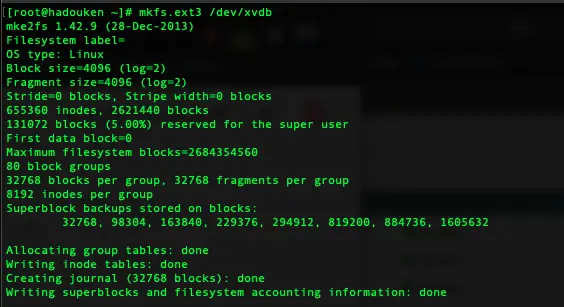 [root@hadouken ~]# mkfs.ext3 /dev/xvdb
mke2fs 1.42.9 (28-Dec-2013)
Filesystem label=
OS type: Linux
Block size=4096 (log=2)
Fragment size=4096 (log=2)
Stride=0 blocks, Stripe width=0 blocks
655360 inodes, 2621440 blocks
131072 blocks (5.00%) reserved for the super user
First data block=0
Maximum filesystem blocks=2684354560
80 block groups
32768 blocks per group, 32768 fragments per group
8192 inodes per group
Superblock backups stored on blocks:
32768, 98304, 163840, 229376, 294912, 819200, 884736, 1605632
Allocating group tables: done
Writing inode tables: done
Creating journal (32768 blocks): done
Writing superblocks and filesystem accounting information: done